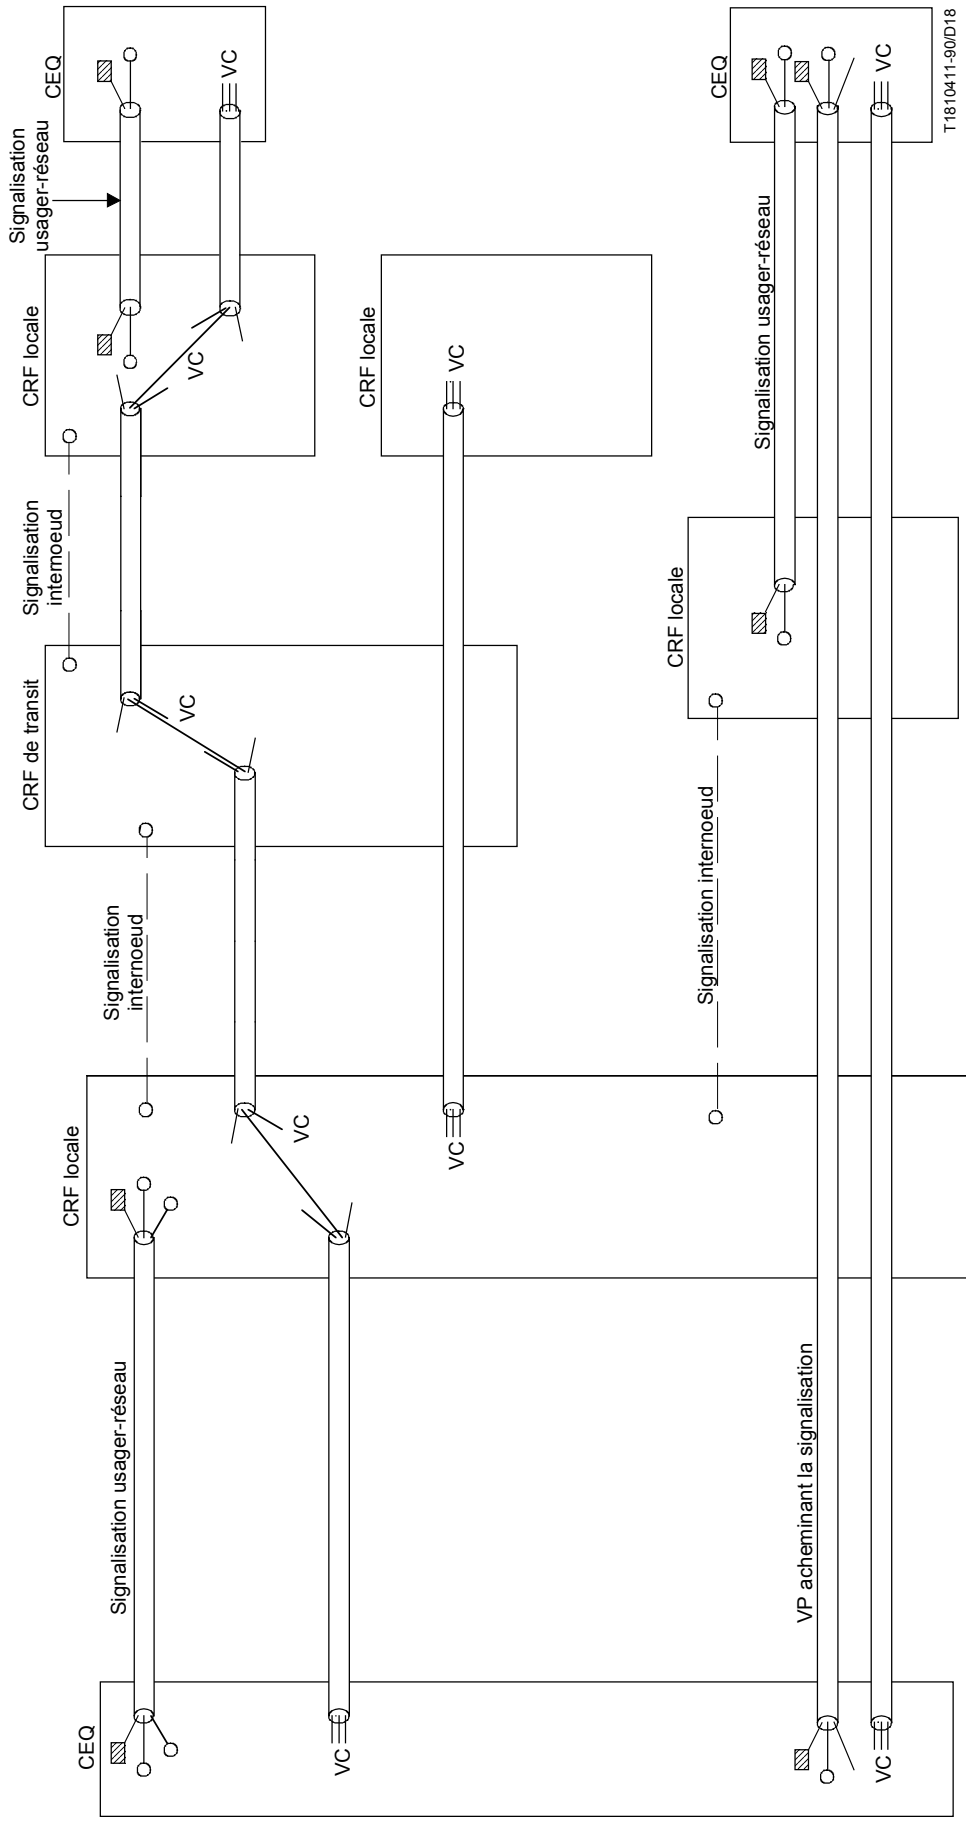 CEQ
Signalisation usager-réseau
VC
VP acheminant la signalisation
VC
CRF locale
VC
VC
Signalisation
internoeud
Signalisation internoeud
CRF de transit
VC
Signalisation
internoeud
CRF locale
VC
CRF locale
VC
CRF locale
Signalisation usager-réseau
Signalisation
usager-réseau
CEQ
VC
CEQ
VC
T1810411-90/D18